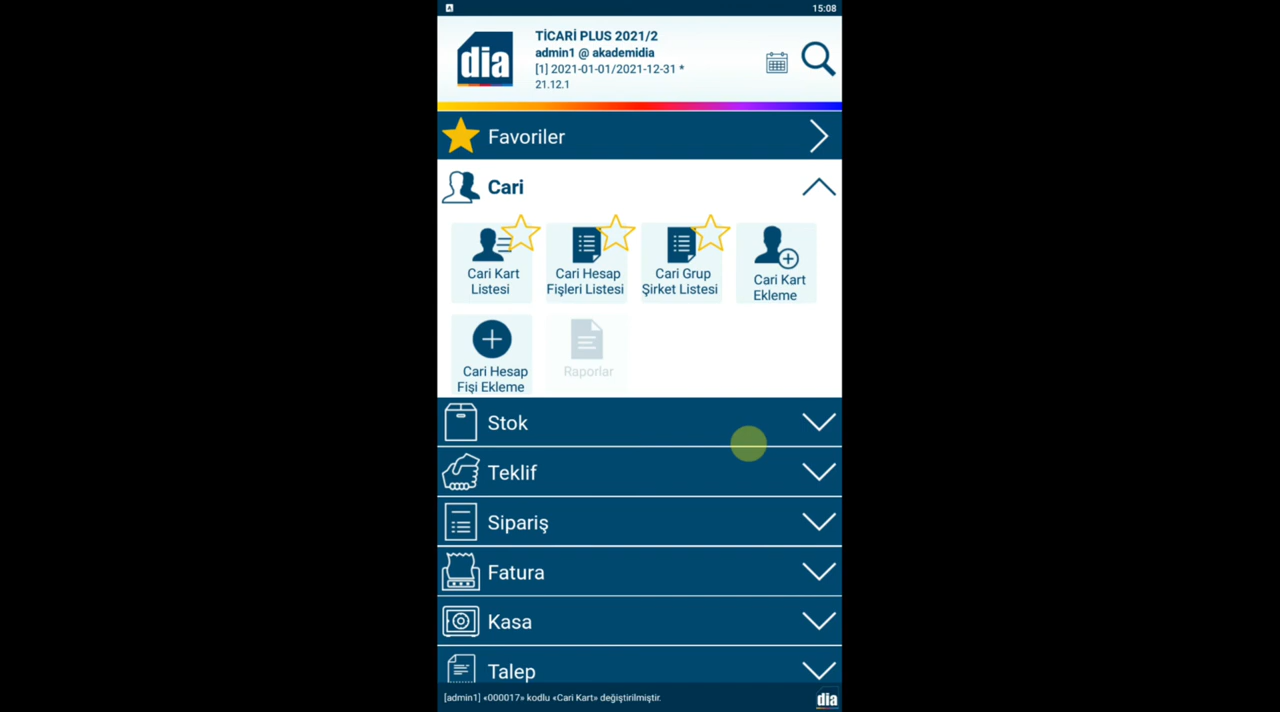 A
15:08
dia
TİCARİ PLUS 2021/2
admin1 @ akademidia
[1] 2021-01-01/2021-12-31 *
21.12.1
Favoriler
Cari
Cari Kart
Listesi
Cari Hesap
Fişleri Listesi
Cari Grup
Şirket Listesi
Cari Kart
Ekleme
Cari Hesap
Fişi Ekleme
Raporlar
Stok
Teklif
Sipariş
Fatura
Kasa
Talep
[admin1] «000017» kodlu «Cari Kart» değiştirilmiştir.
dia